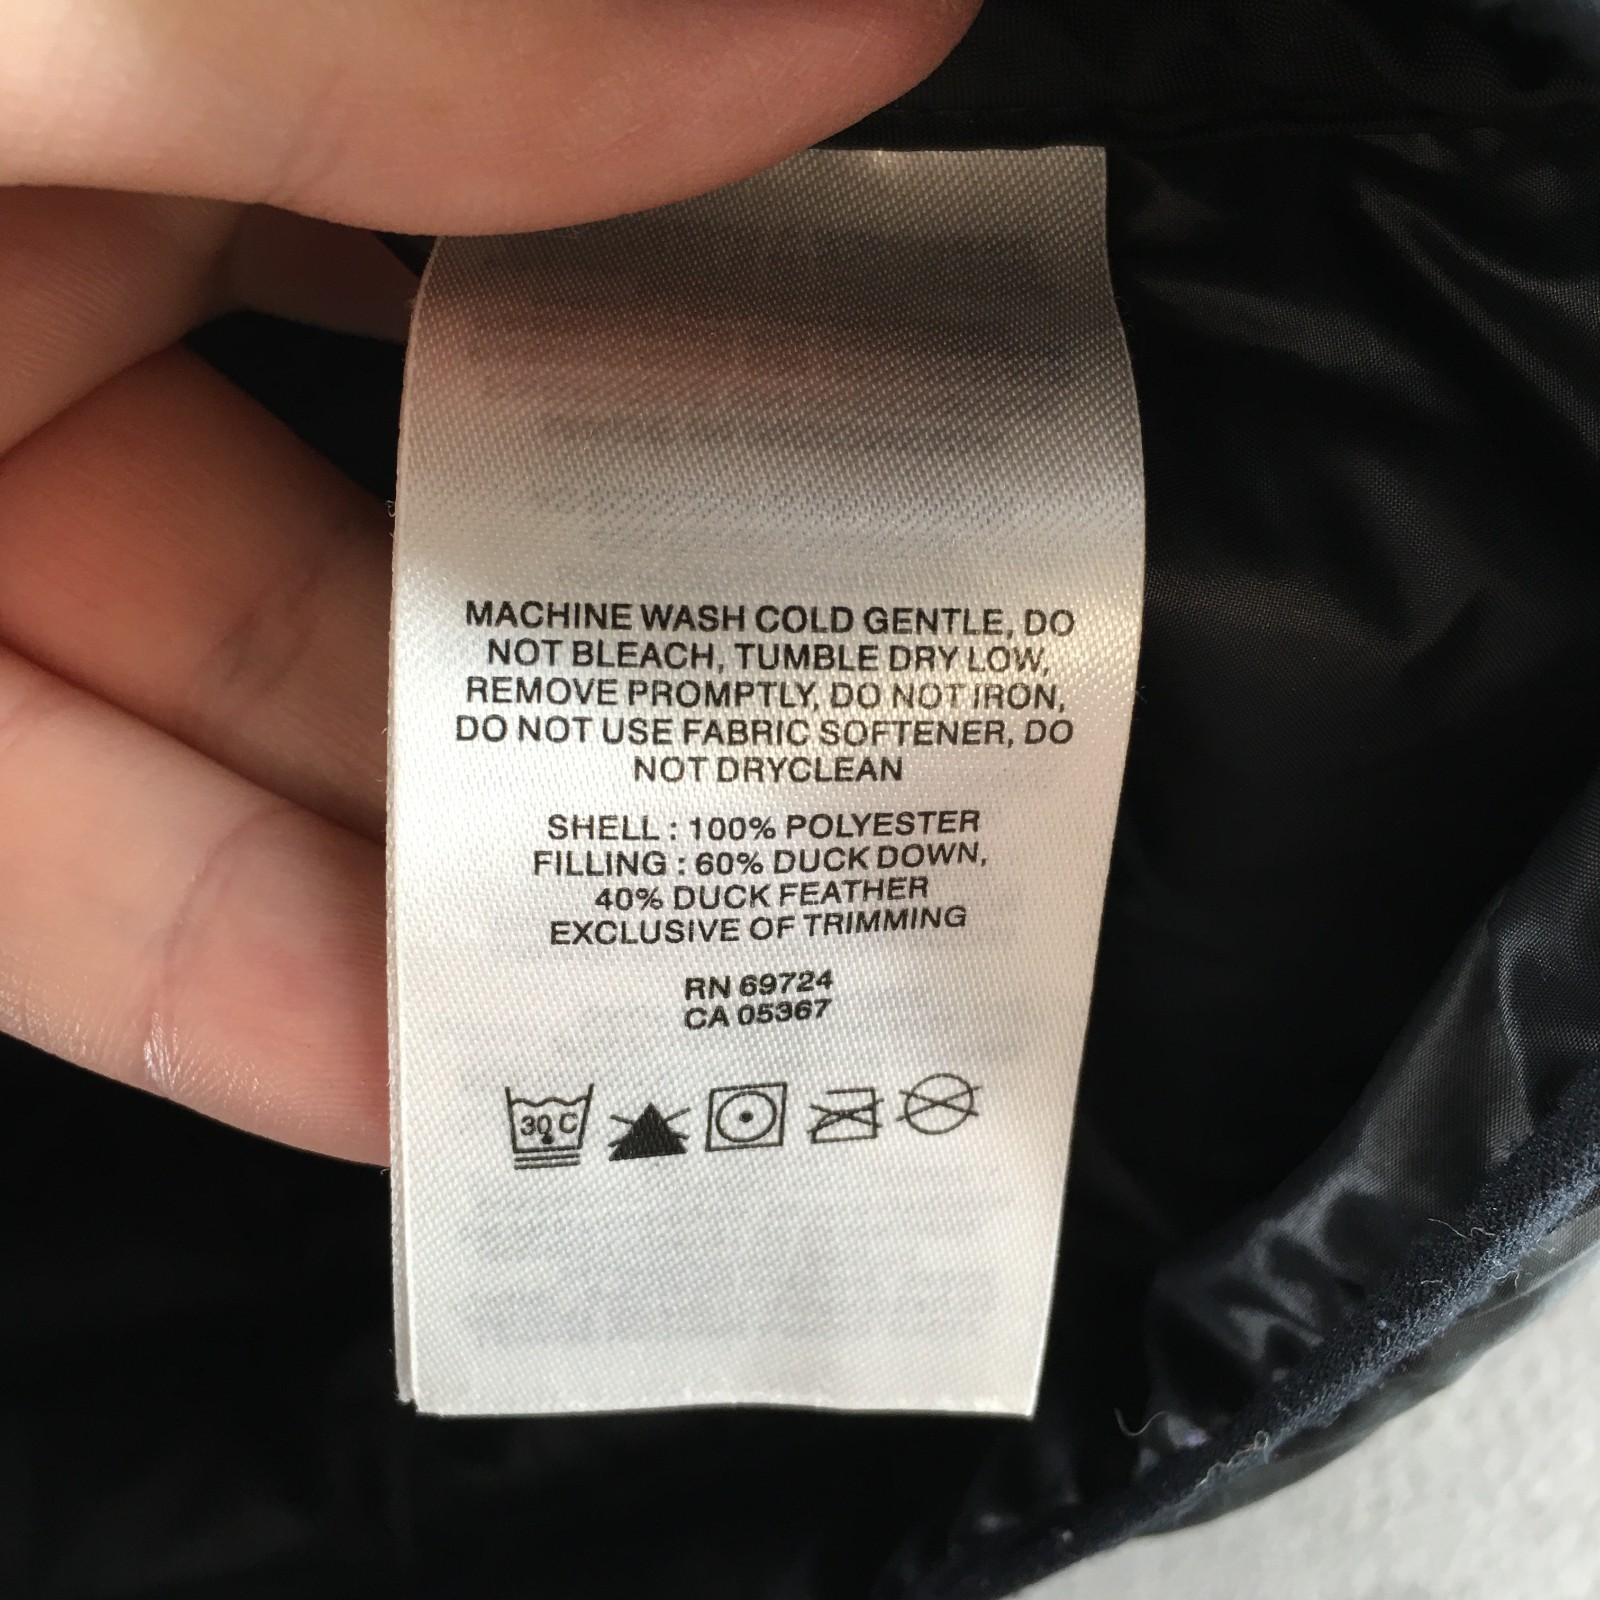 MACHINE WASH COLD GENTLE, DO
NOT BLEACH, TUMBLE DRY LOW,
REMOVE PROMPTLY, DO NOT IRON,
DO NOT USE FABRIC SOFTENER, DO
NOT DRYCLEAN
SHELL : 100% POLYESTER
FILLING : 60% DUCK DOWN,
40% DUCK FEATHER
EXCLUSIVE OF TRIMMING
RN 69724
CA 05367
30 C